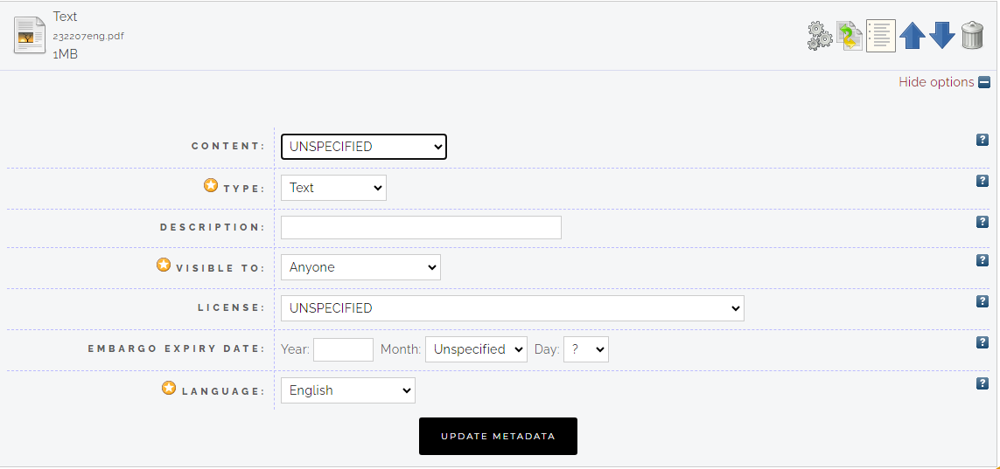 Text
232207eng.pdf
1MB
Hide options
CONTENT: UNSPECIFIED ?
TYPE: Text ?
DESCRIPTION: ?
VISIBLE TO: Anyone ?
LICENSE: UNSPECIFIED ?
EMBARGO EXPIRY DATE: Year: Month: Unspecified Day: ? ?
LANGUAGE: English ?
UPDATE METADATA